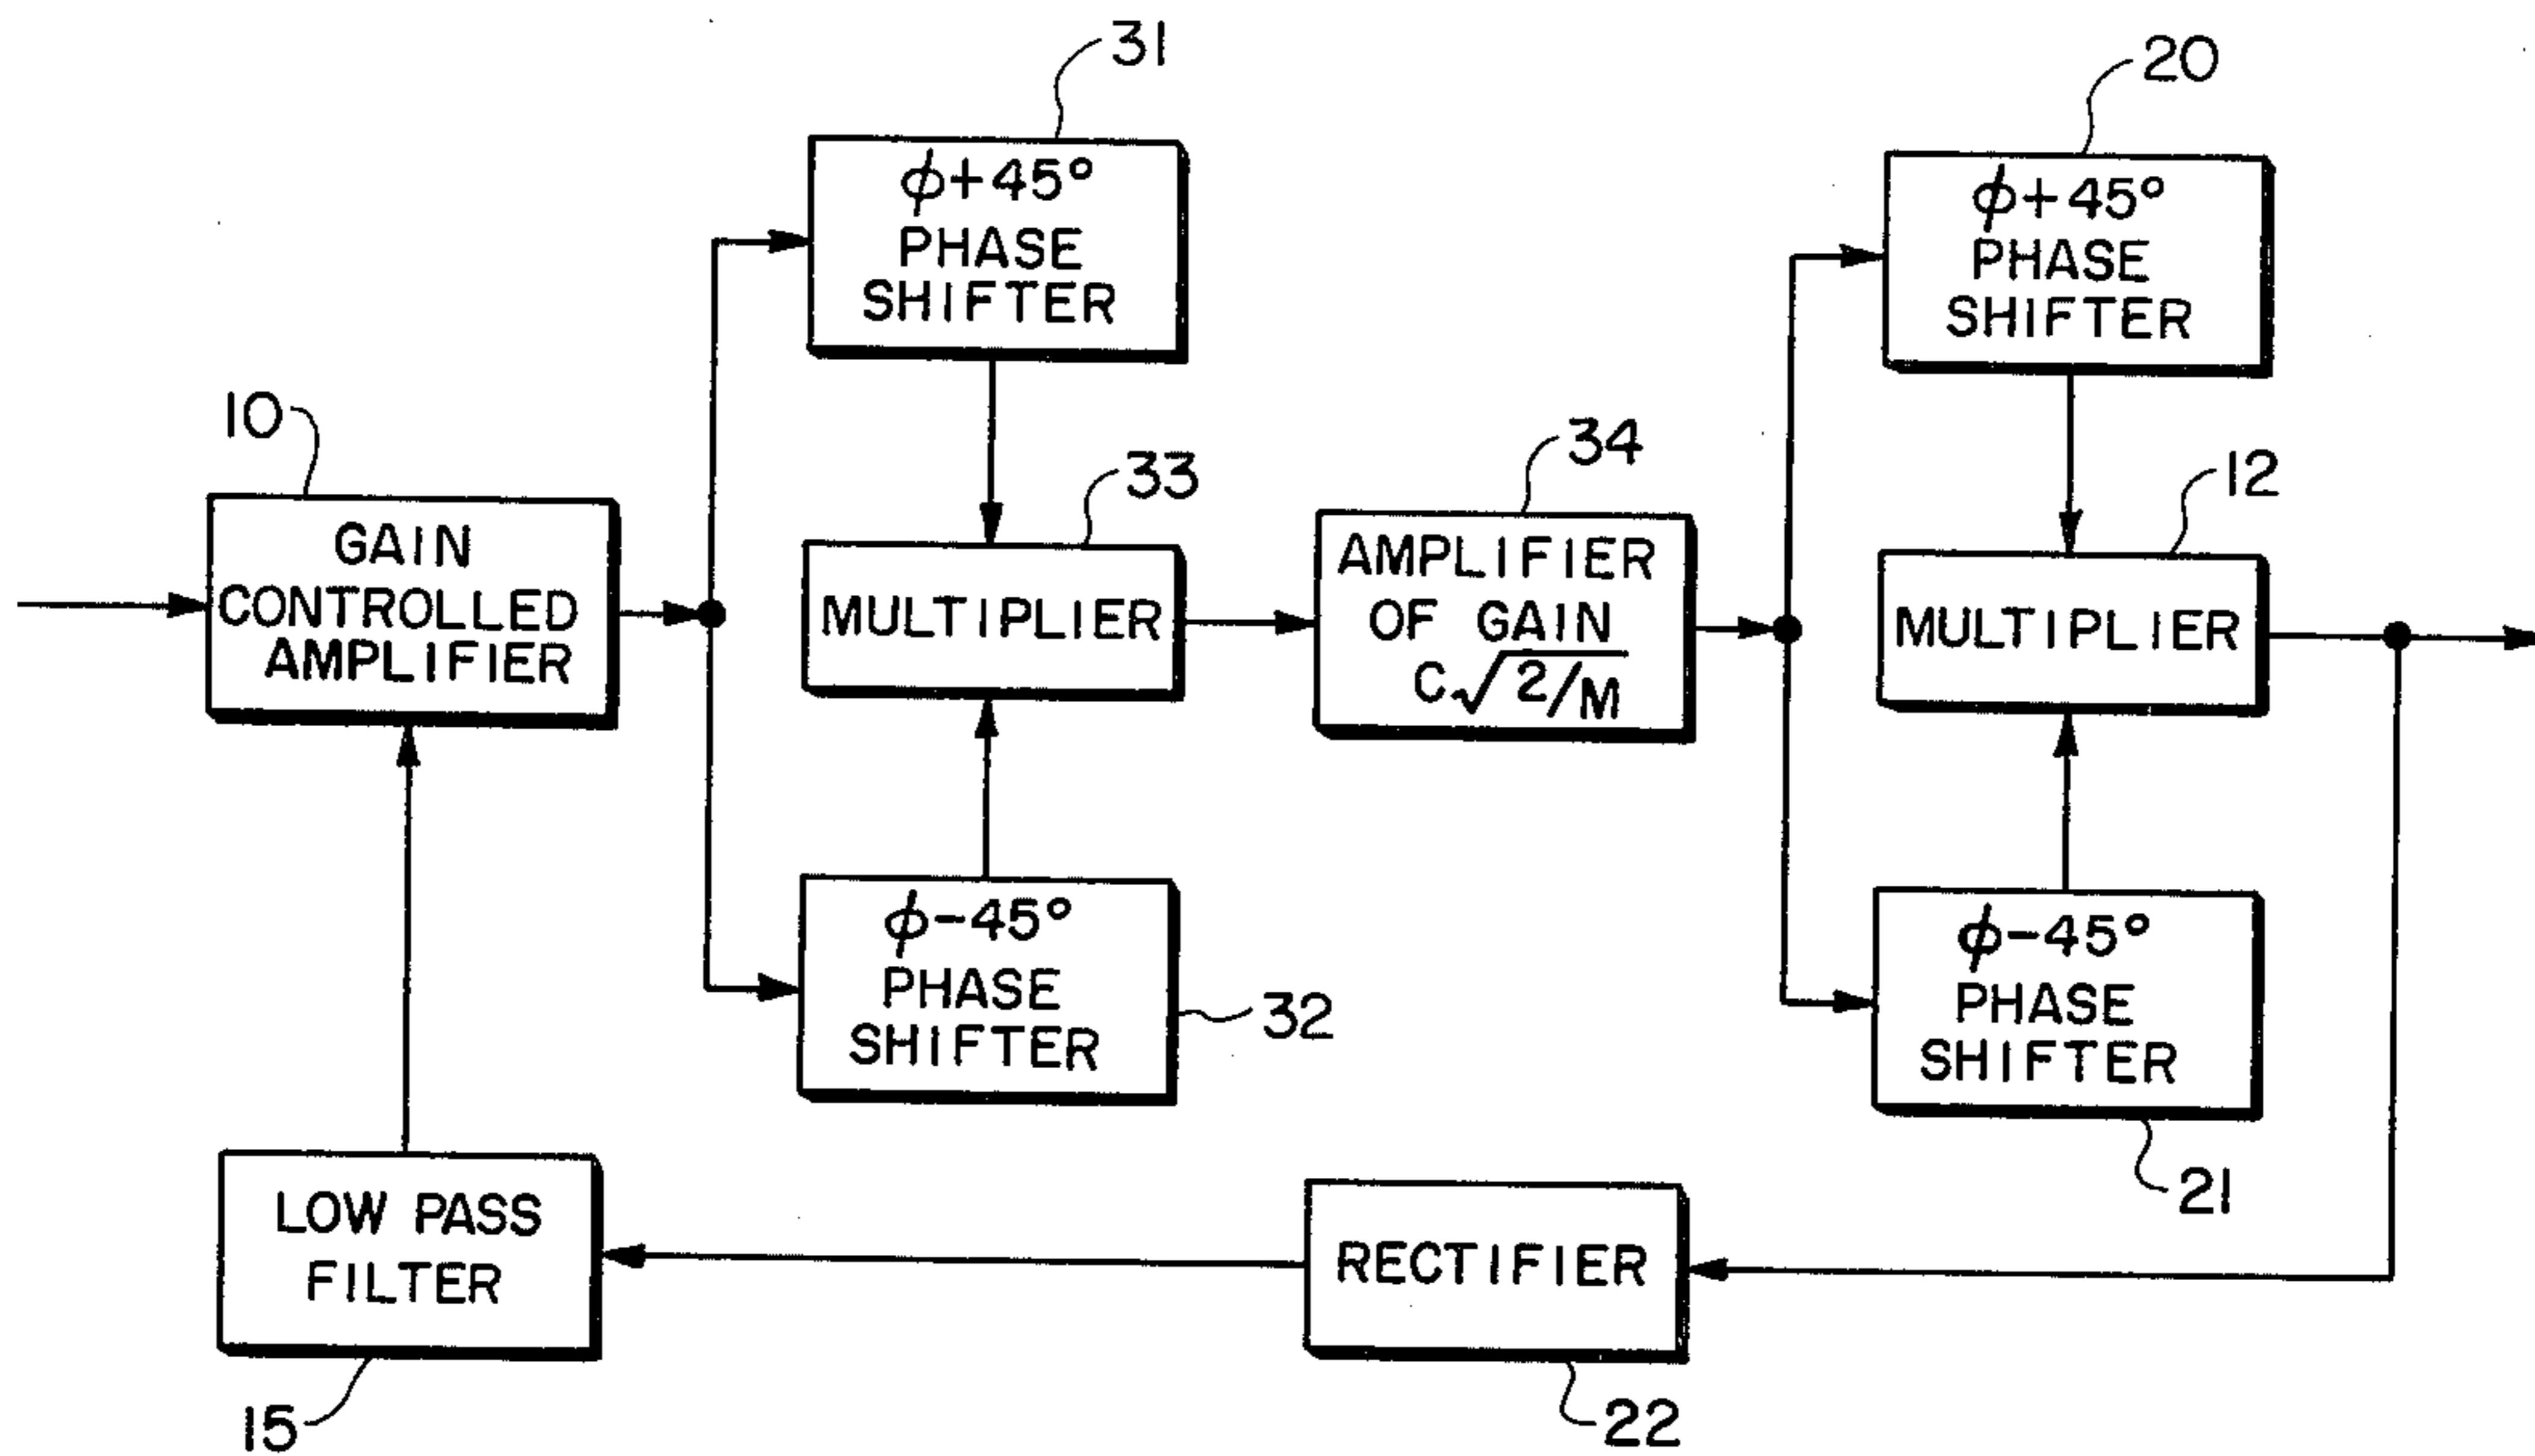 31
20
ϕ+45°
PHASE
SHIFTER
ϕ+45°
PHASE
SHIFTER
10
33
34
12
GAIN
CONTROLLED
AMPLIFIER
MULTIPLIER
AMPLIFIER
OF GAIN
C√2/M
MULTIPLIER
ϕ-45°
PHASE
SHIFTER
32
ϕ-45°
PHASE
SHIFTER
21
LOW PASS
FILTER
15
RECTIFIER
22